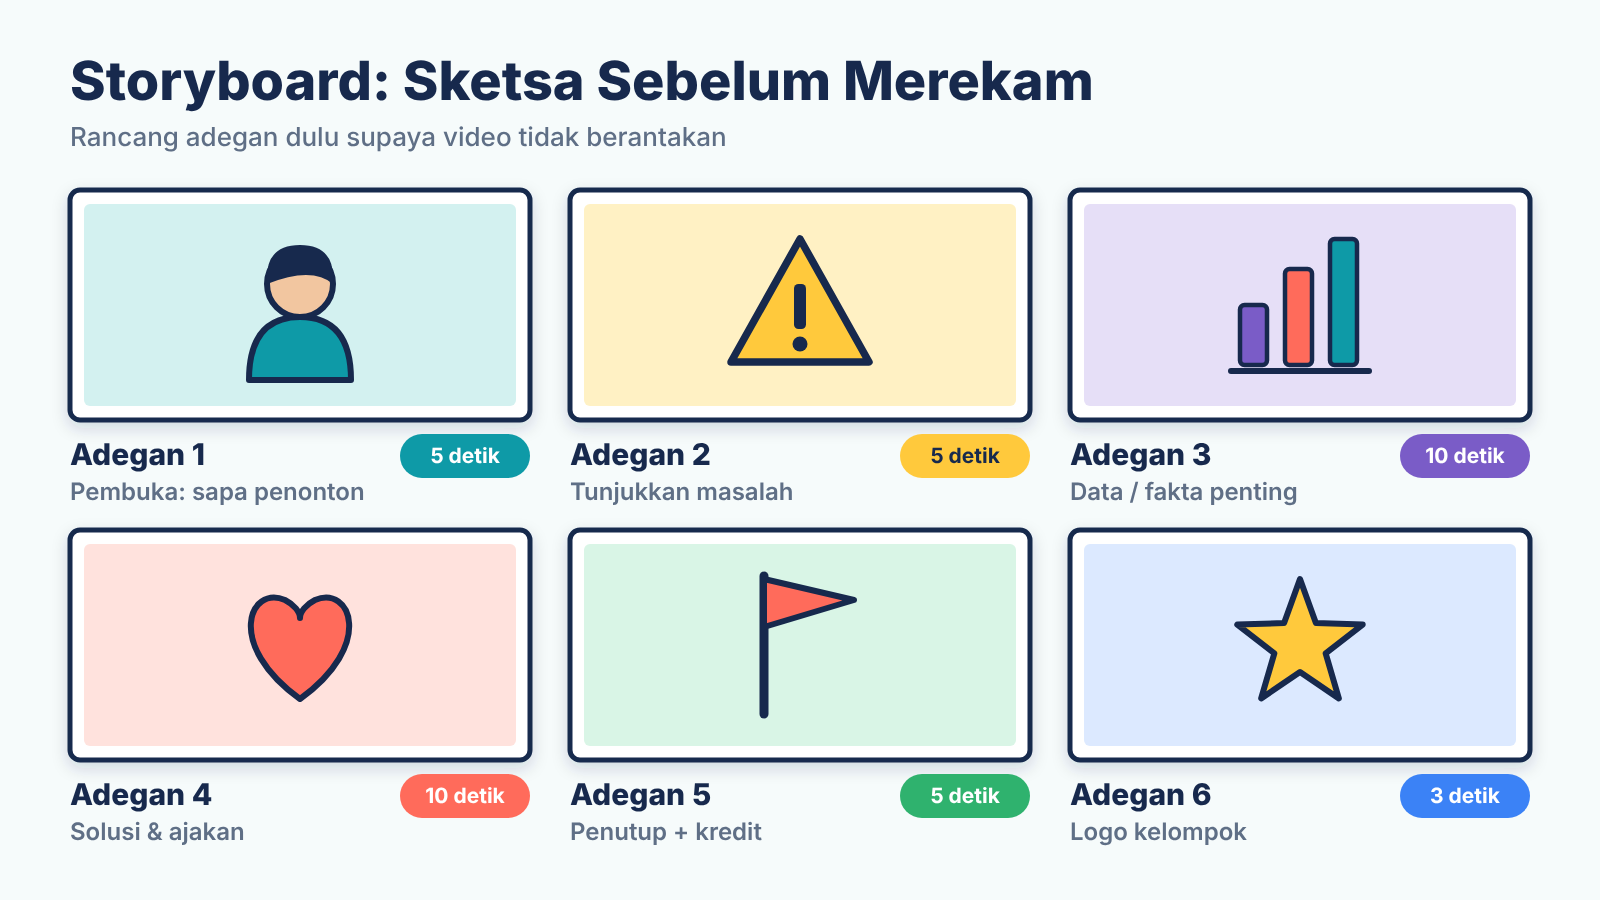 Storyboard: Sketsa Sebelum Merekam
Rancang adegan dulu supaya video tidak berantakan
Adegan 1
5 detik
Pembuka: sapa penonton
Adegan 2
5 detik
Tunjukkan masalah
Adegan 3
10 detik
Data / fakta penting
Adegan 4
10 detik
Solusi & ajakan
Adegan 5
5 detik
Penutup + kredit
Adegan 6
3 detik
Logo kelompok